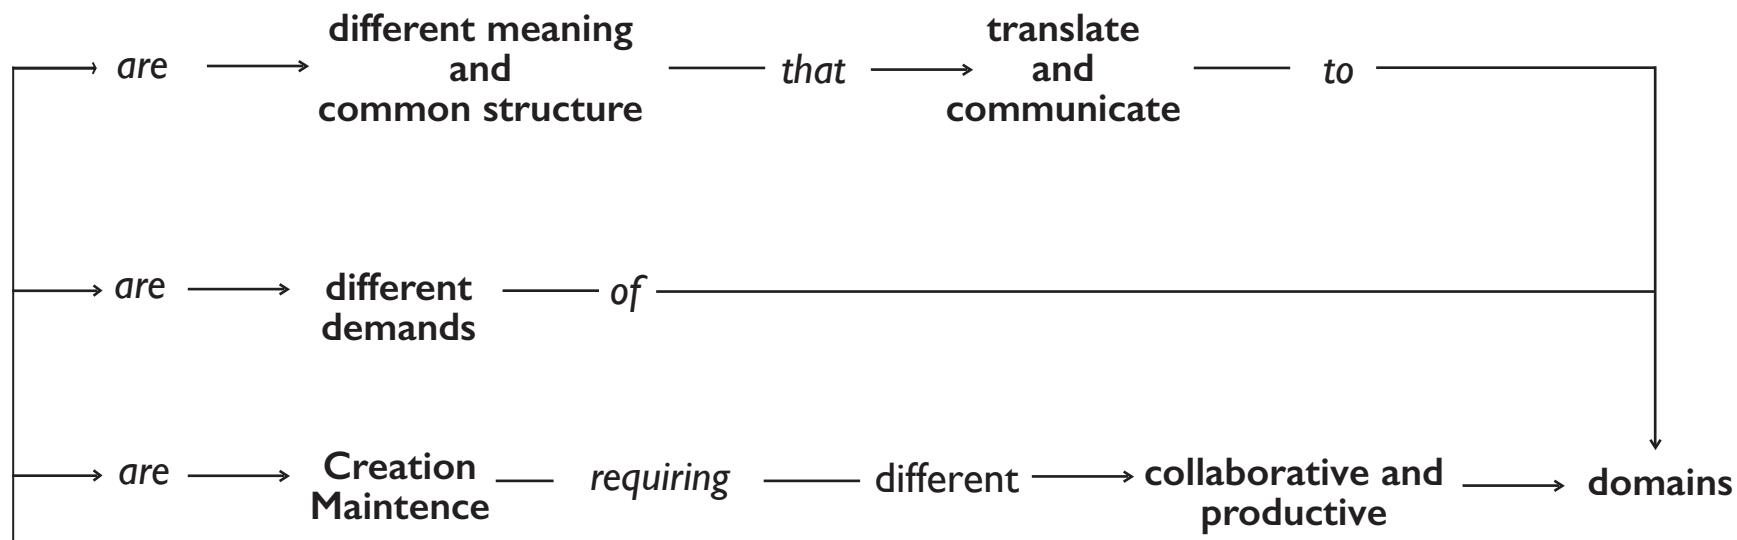 are
different meaning
and
common structure
that
translate
and
communicate
to
are
different
demands
of
are
Creation
Maintence
requiring
different
collaborative and
productive
domains